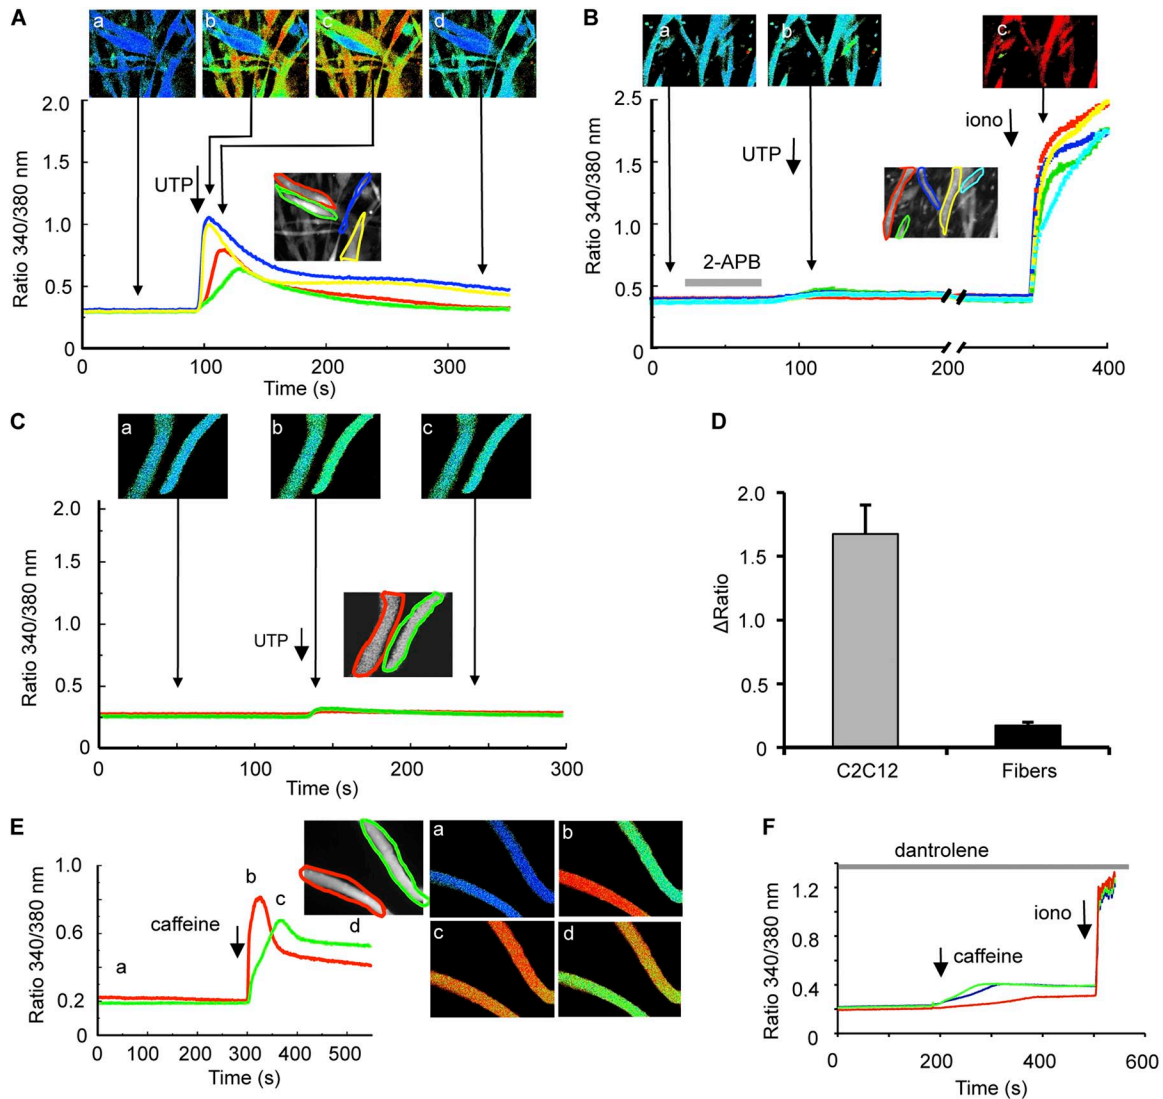 A
a
b
c
d
Ratio 340/380 nm
2.0
1.5
1.0
0.5
0
UTP
0
100
200
300
Time (s)
B
a
b
c
Ratio 340/380 nm
2.5
2.0
1.5
1.0
0.5
0
2-APB
UTP
iono
0
100
200
400
Time (s)
C
a
b
c
Ratio 340/380 nm
2.0
1.5
1.0
0.5
0
UTP
0
100
200
300
Time (s)
D
ΔRatio
2.0
1.5
1.0
0.5
0
C2C12
Fibers
E
Ratio 340/380 nm
1.0
0.6
0.2
0
a
caffeine
b
c
d
0
100
200
300
400
500
Time (s)
a
b
c
d
F
dantrolene
Ratio 340/380 nm
1.2
0.8
0.4
0
caffeine
iono
0
200
400
600
Time (s)